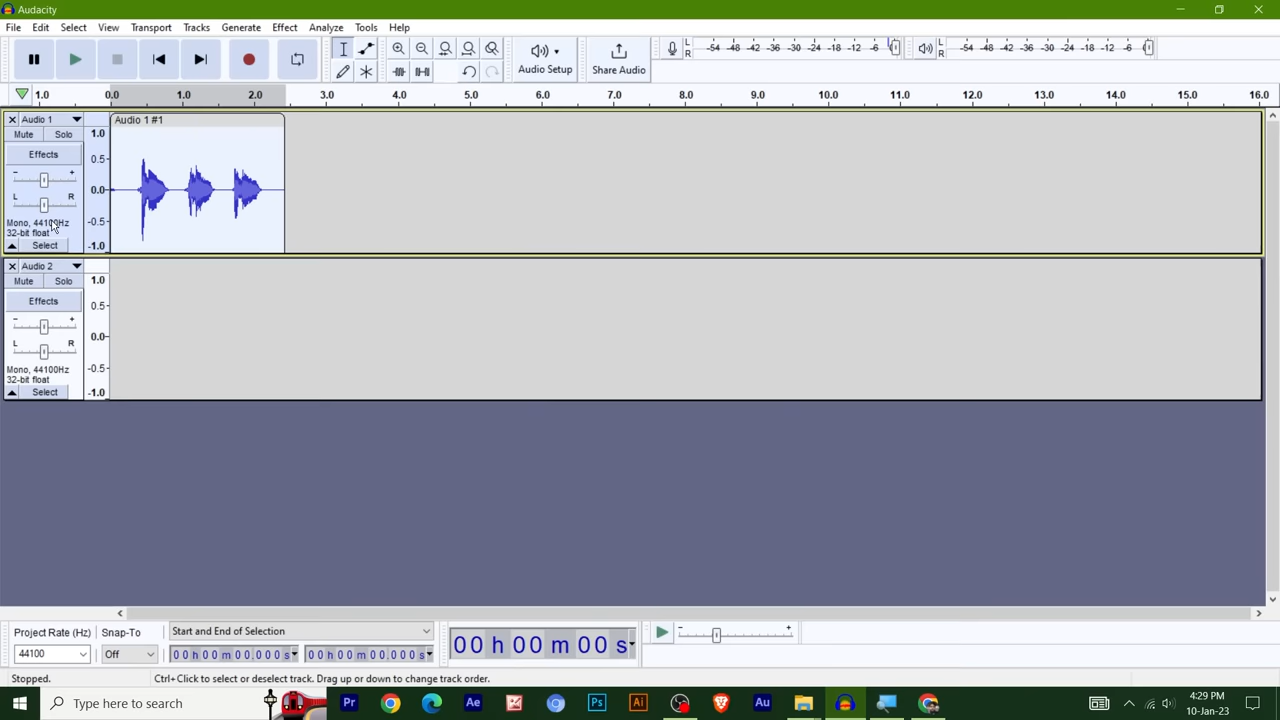 Audacity
File Edit Select View Transport Tracks Generate Effect Analyze Tools Help
Audio Setup
Share Audio
L R -54 -48 -42 -36 -30 -24 -18 -12 -6
L R -54 -48 -42 -36 -30 -24 -18 -12 -6
1.0 0.0 1.0 2.0 3.0 4.0 5.0 6.0 7.0 8.0 9.0 10.0 11.0 12.0 13.0 14.0 15.0 16.0
Audio 1 Audio 1 #1
Mute Solo
Effects
- +
L R
Mono, 44100Hz
32-bit float
Select
1.0
0.5
0.0
-0.5
-1.0
Audio 2
Mute Solo
Effects
- +
L R
Mono, 44100Hz
32-bit float
Select
1.0
0.5
0.0
-0.5
-1.0
Project Rate (Hz) Snap-To Start and End of Selection
44100 Off 00 h 00 m 00.000 s 00 h 00 m 00.000 s
00 h 00 m 00 s
- +
Stopped. Ctrl+Click to select or deselect track. Drag up or down to change track order.
Type here to search
Pr Ae Ps Ai Au
4:29 PM
10-Jan-23